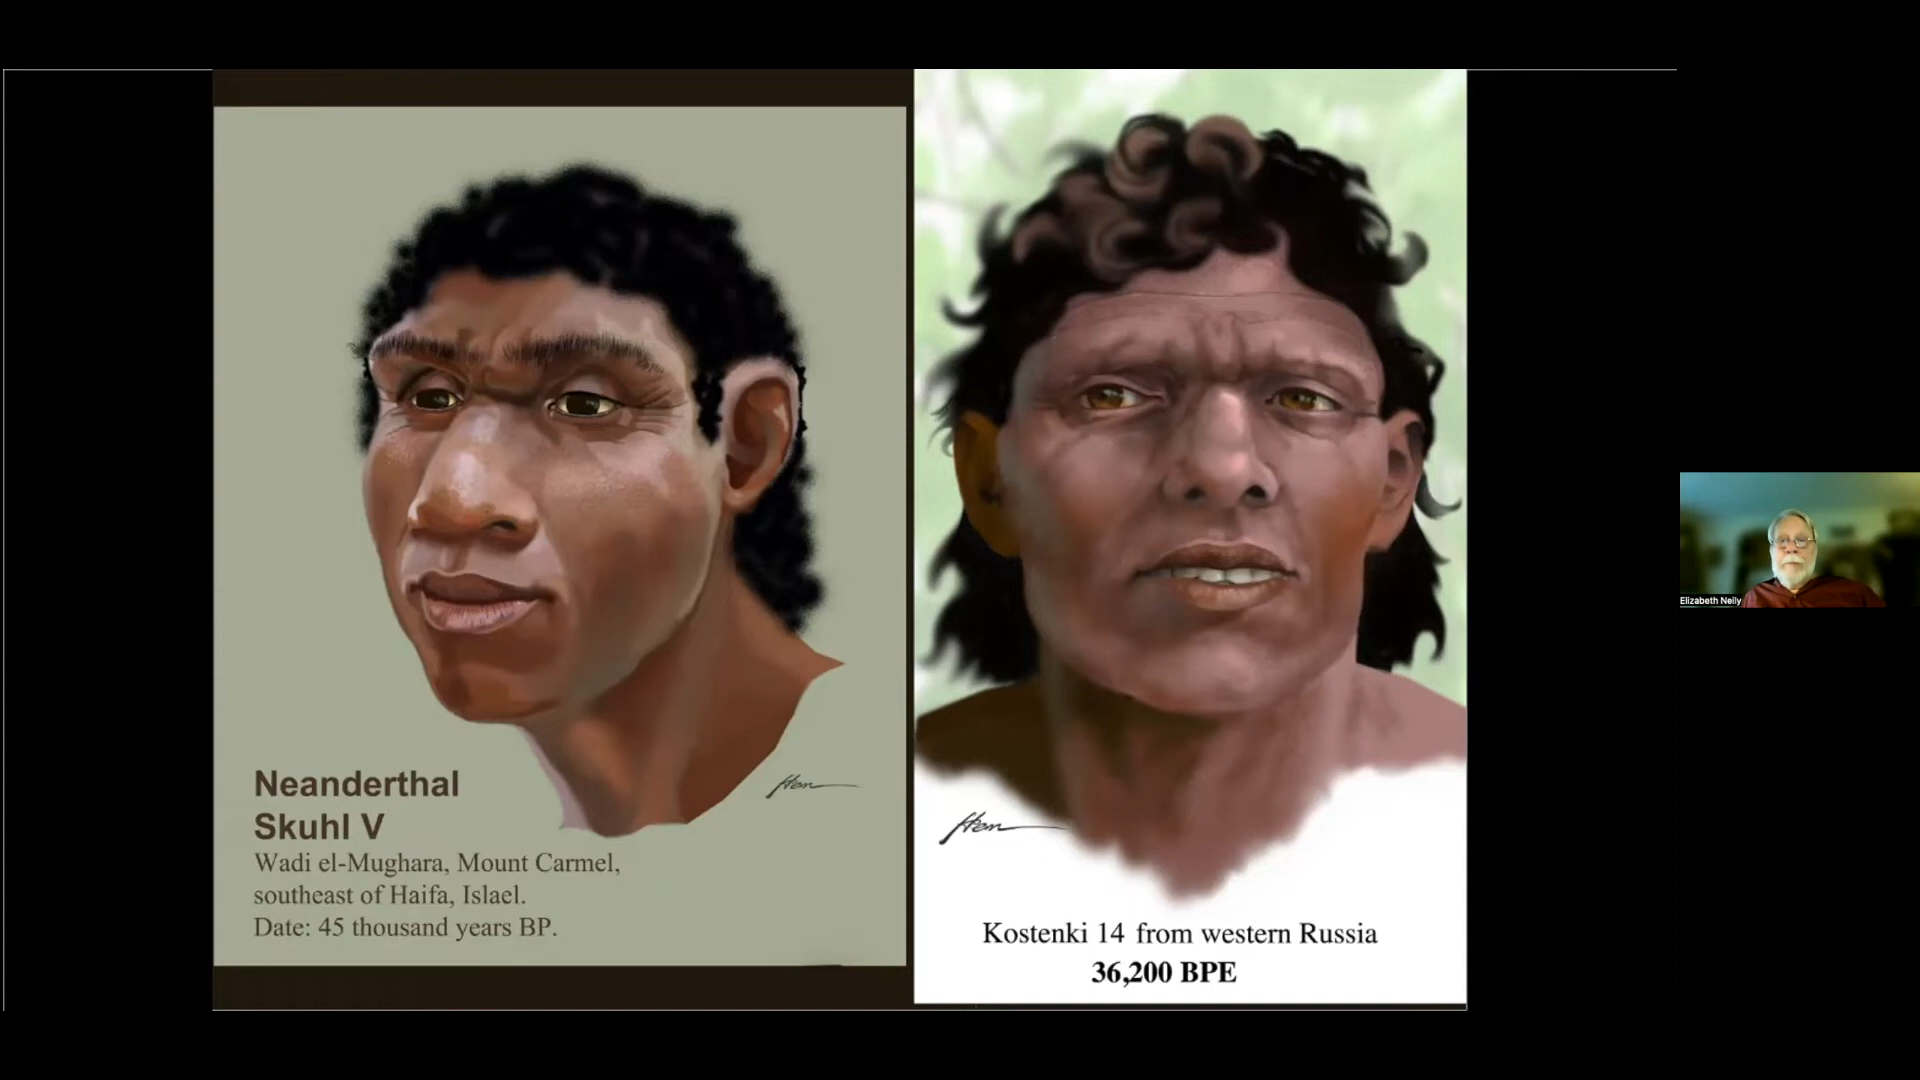 Neanderthal
Skuhl V
Wadi el-Mughara, Mount Carmel,
southeast of Haifa, Islael.
Date: 45 thousand years BP.
Kostenki 14 from western Russia
36,200 BPE
Elizabeth Neily